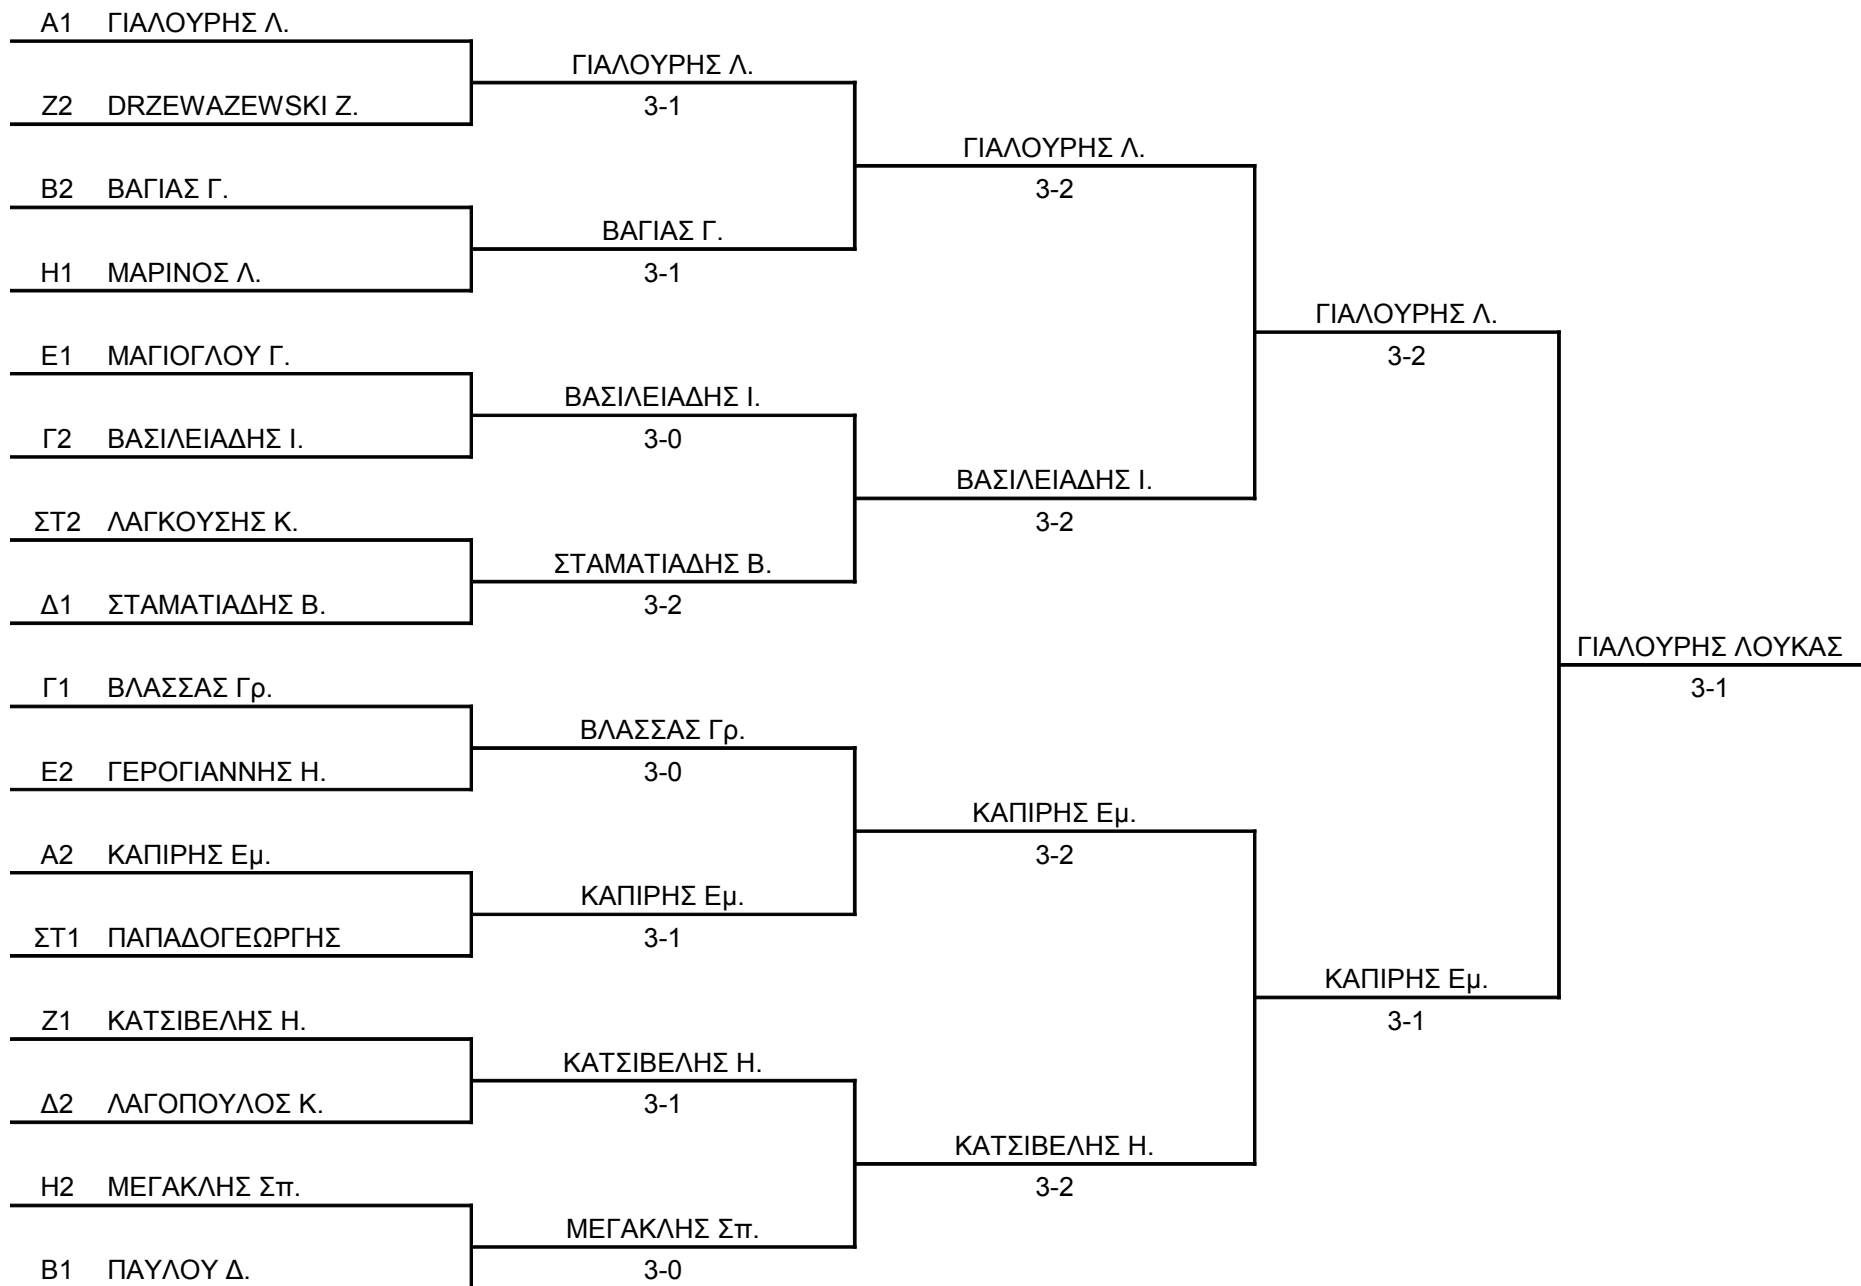 Α1 ΓΙΑΛΟΥΡΗΣ Λ.
ΓΙΑΛΟΥΡΗΣ Λ.
Ζ2 DRZEWAZEWSKI Z.
3-1
ΓΙΑΛΟΥΡΗΣ Λ.
Β2 ΒΑΓΙΑΣ Γ.
3-2
ΒΑΓΙΑΣ Γ.
Η1 ΜΑΡΙΝΟΣ Λ.
3-1
ΓΙΑΛΟΥΡΗΣ Λ.
Ε1 ΜΑΓΙΟΓΛΟΥ Γ.
3-2
ΒΑΣΙΛΕΙΑΔΗΣ Ι.
Γ2 ΒΑΣΙΛΕΙΑΔΗΣ Ι.
3-0
ΒΑΣΙΛΕΙΑΔΗΣ Ι.
ΣΤ2 ΛΑΓΚΟΥΣΗΣ Κ.
3-2
ΣΤΑΜΑΤΙΑΔΗΣ Β.
Δ1 ΣΤΑΜΑΤΙΑΔΗΣ Β.
3-2
ΓΙΑΛΟΥΡΗΣ ΛΟΥΚΑΣ
Γ1 ΒΛΑΣΣΑΣ Γρ.
3-1
ΒΛΑΣΣΑΣ Γρ.
Ε2 ΓΕΡΟΓΙΑΝΝΗΣ Η.
3-0
ΚΑΠΙΡΗΣ Εμ.
Α2 ΚΑΠΙΡΗΣ Εμ.
3-2
ΚΑΠΙΡΗΣ Εμ.
ΣΤ1 ΠΑΠΑΔΟΓΕΩΡΓΗΣ
3-1
ΚΑΠΙΡΗΣ Εμ.
Ζ1 ΚΑΤΣΙΒΕΛΗΣ Η.
3-1
ΚΑΤΣΙΒΕΛΗΣ Η.
Δ2 ΛΑΓΟΠΟΥΛΟΣ Κ.
3-1
ΚΑΤΣΙΒΕΛΗΣ Η.
Η2 ΜΕΓΑΚΛΗΣ Σπ.
3-2
ΜΕΓΑΚΛΗΣ Σπ.
Β1 ΠΑΥΛΟΥ Δ.
3-0